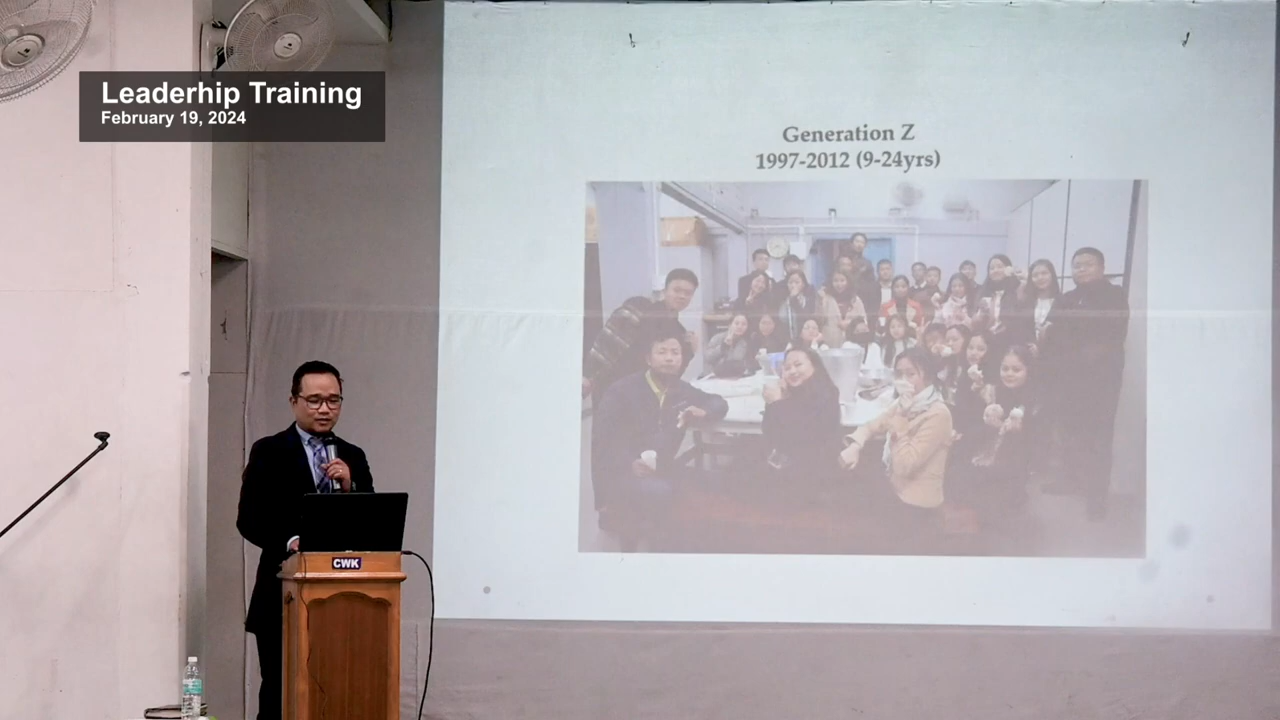 Leaderhip Training
February 19, 2024
Generation Z
1997-2012 (9-24yrs)
CWK